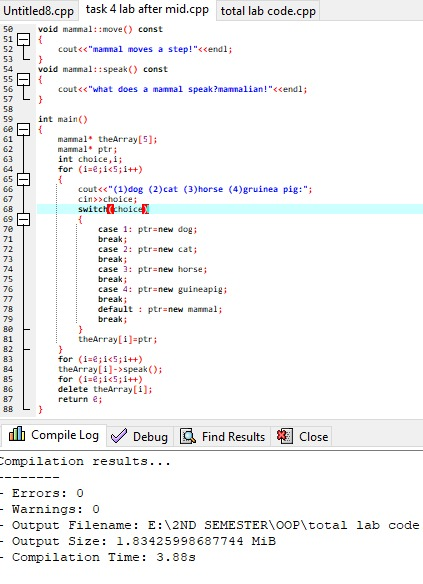 Untitled8.cpp task 4 lab after mid.cpp total lab code.cpp
50 void mammal::move() const
51 {
52 cout<<"mammal moves a step!"<<endl;
53 }
54 void mammal::speak() const
55 {
56 cout<<"what does a mammal speak?mammalian!"<<endl;
57 }
58
59 int main()
60 {
61 mammal* theArray[5];
62 mammal* ptr;
63 int choice,i;
64 for (i=0;i<5;i++)
65 {
66 cout<<"(1)dog (2)cat (3)horse (4)gruinea pig:";
67 cin>>choice;
68 switch(choice)
69 {
70 case 1: ptr=new dog;
71 break;
72 case 2: ptr=new cat;
73 break;
74 case 3: ptr=new horse;
75 break;
76 case 4: ptr=new guineapig;
77 break;
78 default : ptr=new mammal;
79 break;
80 }
81 theArray[i]=ptr;
82 }
83 for (i=0;i<5;i++)
84 theArray[i]->speak();
85 for (i=0;i<5;i++)
86 delete theArray[i];
87 return 0;
88 }
Compile Log Debug Find Results Close
Compilation results...
--------
- Errors: 0
- Warnings: 0
- Output Filename: E:\2ND SEMESTER\OOP\total lab code
- Output Size: 1.83425998687744 MiB
- Compilation Time: 3.88s